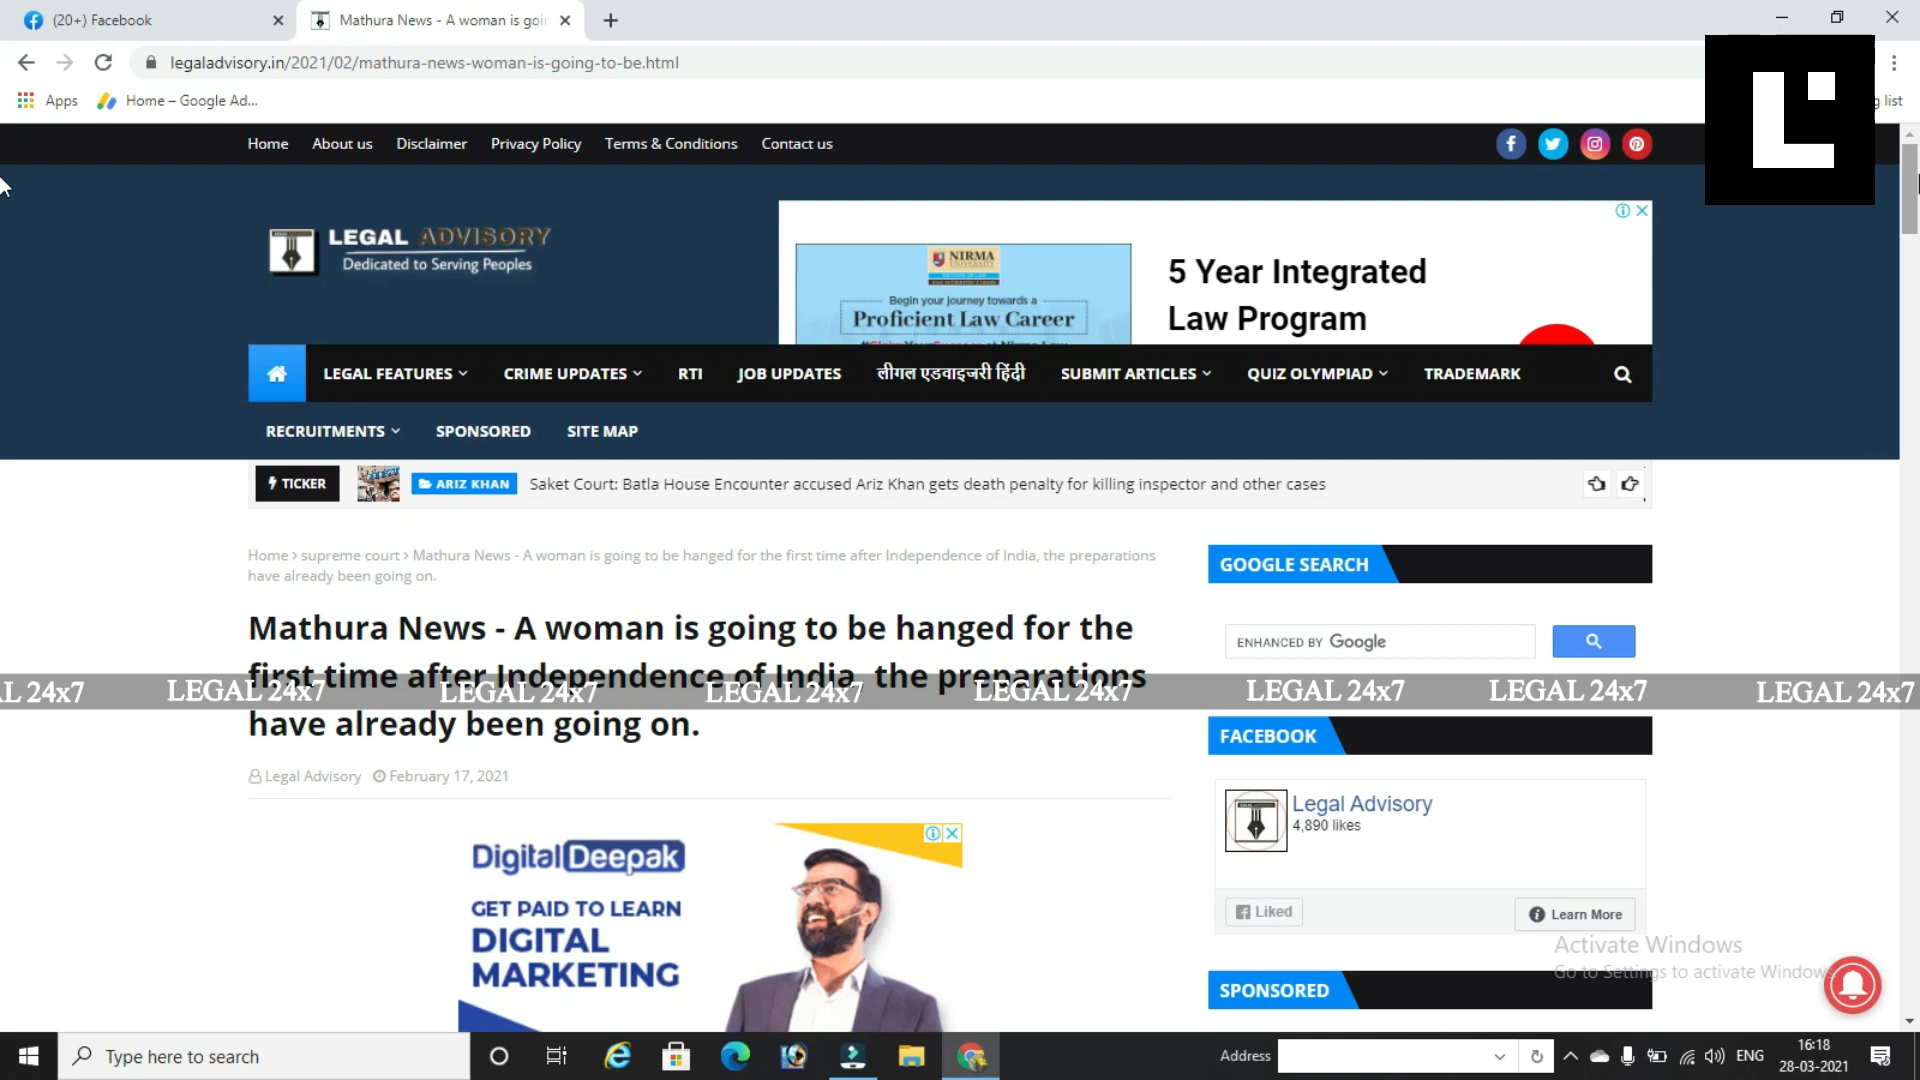 (20+) Facebook
Mathura News - A woman is goin
legaladvisory.in/2021/02/mathura-news-woman-is-going-to-be.html
Apps
Home – Google Ad...
g list
Home
About us
Disclaimer
Privacy Policy
Terms & Conditions
Contact us
LEGAL ADVISORY
Dedicated to Serving Peoples
NIRMA
UNIVERSITY
Begin your journey towards a
Proficient Law Career
5 Year Integrated
Law Program
LEGAL FEATURES
CRIME UPDATES
RTI
JOB UPDATES
लीगल एडवाइजरी हिंदी
SUBMIT ARTICLES
QUIZ OLYMPIAD
TRADEMARK
RECRUITMENTS
SPONSORED
SITE MAP
TICKER
ARIZ KHAN
Saket Court: Batla House Encounter accused Ariz Khan gets death penalty for killing inspector and other cases
Home > supreme court > Mathura News - A woman is going to be hanged for the first time after Independence of India, the preparations
have already been going on.
GOOGLE SEARCH
Mathura News - A woman is going to be hanged for the
ENHANCED BY Google
first time after Independence of India, the preparations
L 24x7 LEGAL 24x7 LEGAL 24x7 LEGAL 24x7 LEGAL 24x7 LEGAL 24x7 LEGAL 24x7 LEGAL 24x7
have already been going on.
FACEBOOK
Legal Advisory
February 17, 2021
Legal Advisory
4,890 likes
Liked
Learn More
DigitalDeepak
GET PAID TO LEARN
DIGITAL
MARKETING
Activate Windows
Go to Settings to activate Windows
SPONSORED
Type here to search
Address
ENG
16:18
28-03-2021